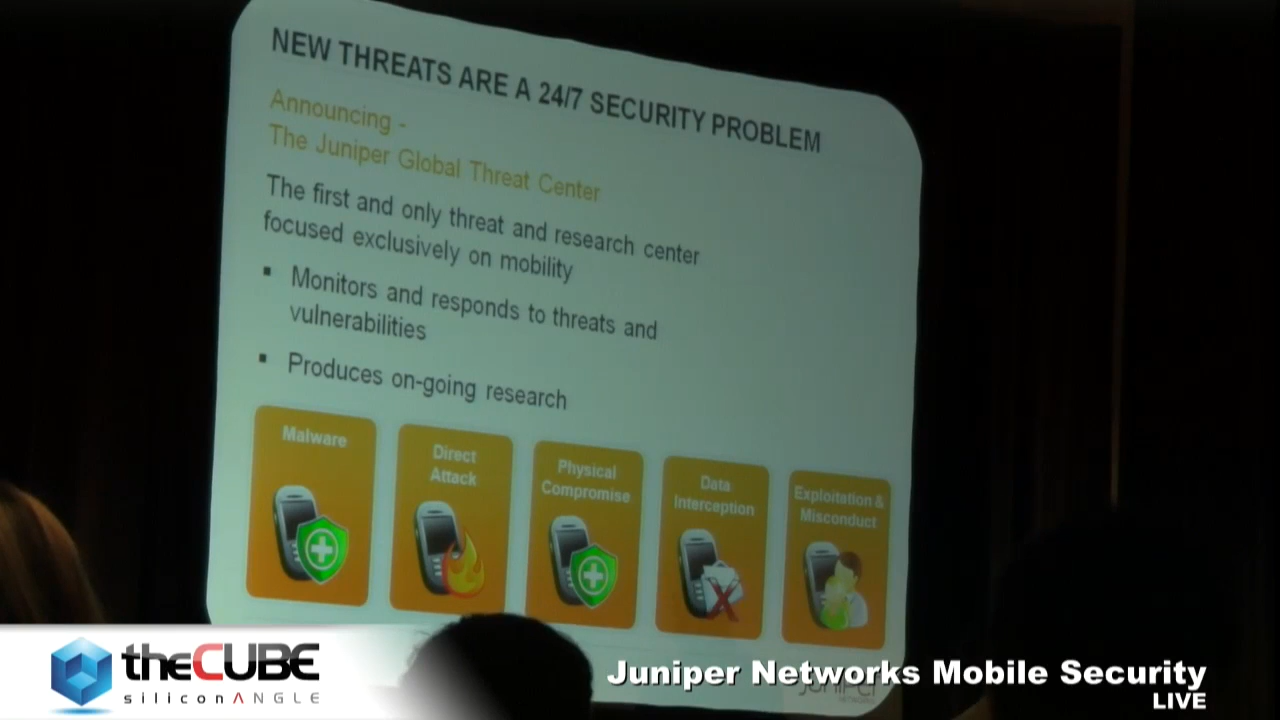 NEW THREATS ARE A 24/7 SECURITY PROBLEM
Announcing -
The Juniper Global Threat Center
The first and only threat and research center
focused exclusively on mobility
▪ Monitors and responds to threats and
vulnerabilities
▪ Produces on-going research
Malware
Direct
Attack
Physical
Compromise
Data
Interception
Exploitation &
Misconduct
theCUBE
siliconANGLE
Juniper Networks Mobile Security
LIVE
Juniper